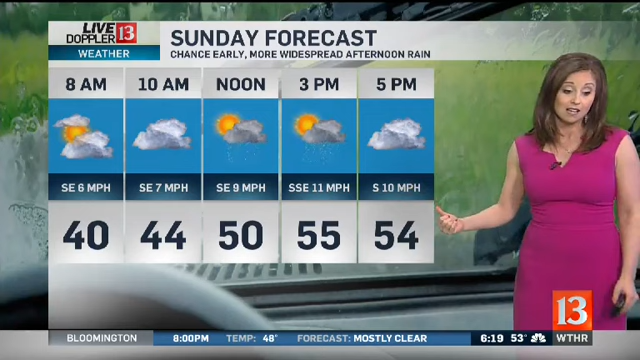 LIVE
DOPPLER 13
WEATHER
SUNDAY FORECAST
CHANCE EARLY, MORE WIDESPREAD AFTERNOON RAIN
8 AM 10 AM NOON 3 PM 5 PM
SE 6 MPH SE 7 MPH SE 9 MPH SSE 11 MPH S 10 MPH
40 44 50 55 54
13
BLOOMINGTON 8:00PM TEMP: 48° FORECAST: MOSTLY CLEAR 6:19 53° WTHR